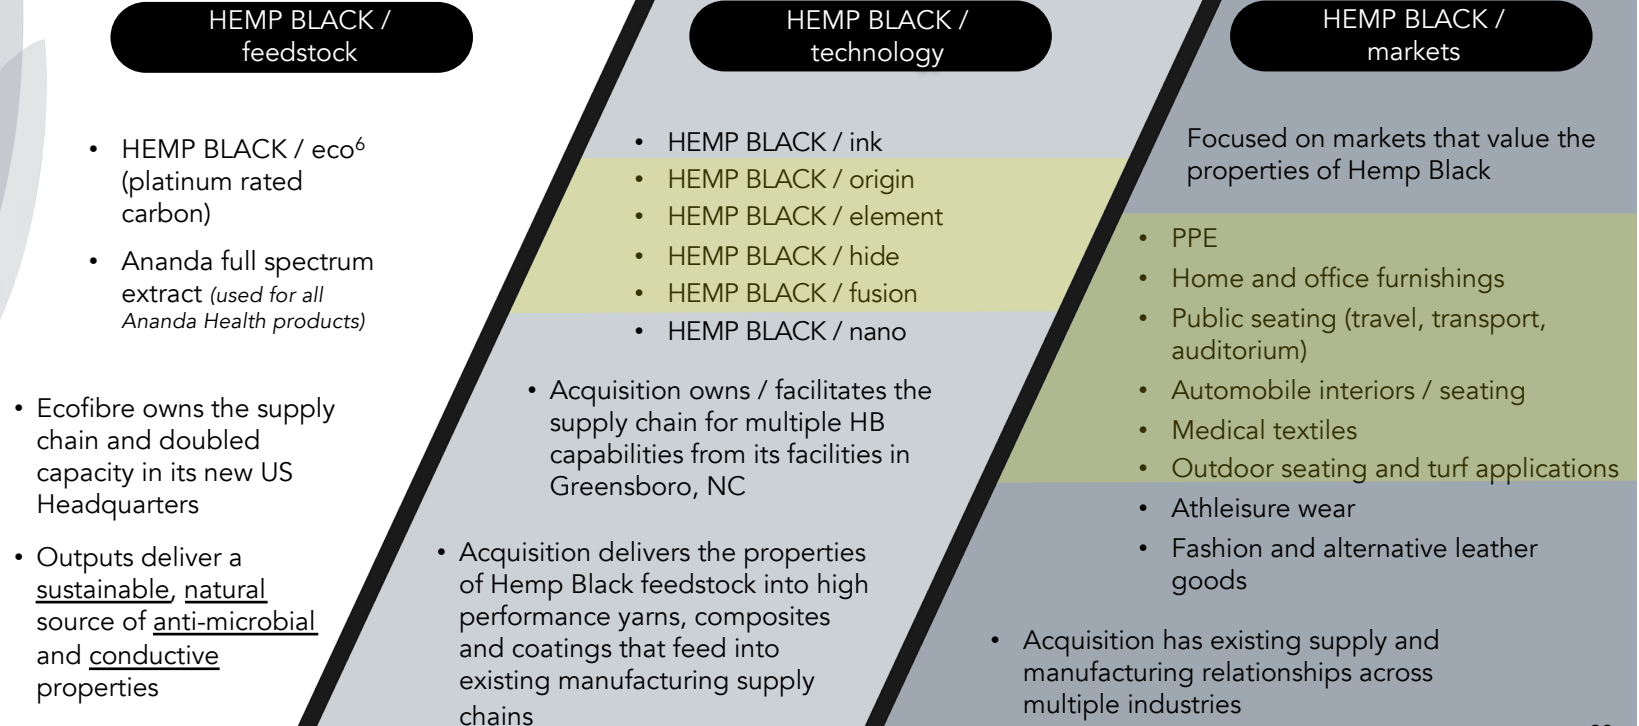 HEMP BLACK /
feedstock
• HEMP BLACK / eco⁶
(platinum rated
carbon)
• Ananda full spectrum
extract (used for all
Ananda Health products)
• Ecofibre owns the supply
chain and doubled
capacity in its new US
Headquarters
• Outputs deliver a
sustainable, natural
source of anti-microbial
and conductive
properties
HEMP BLACK /
technology
• HEMP BLACK / ink
• HEMP BLACK / origin
• HEMP BLACK / element
• HEMP BLACK / hide
• HEMP BLACK / fusion
• HEMP BLACK / nano
• Acquisition owns / facilitates the
supply chain for multiple HB
capabilities from its facilities in
Greensboro, NC
• Acquisition delivers the properties
of Hemp Black feedstock into high
performance yarns, composites
and coatings that feed into
existing manufacturing supply
chains
HEMP BLACK /
markets
Focused on markets that value the
properties of Hemp Black
• PPE
• Home and office furnishings
• Public seating (travel, transport,
auditorium)
• Automobile interiors / seating
• Medical textiles
• Outdoor seating and turf applications
• Athleisure wear
• Fashion and alternative leather
goods
• Acquisition has existing supply and
manufacturing relationships across
multiple industries